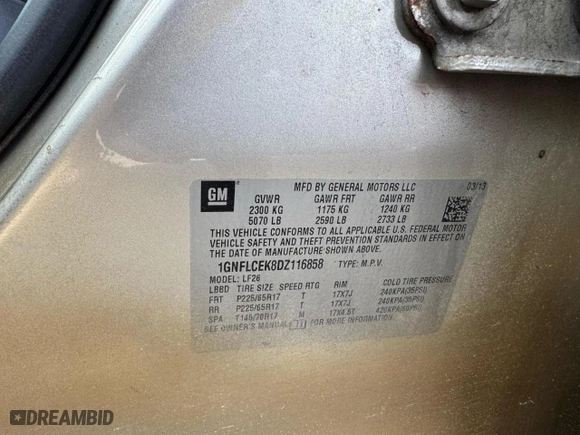 GM
MFD BY GENERAL MOTORS LLC 03/13
GVWR GAWR FRT GAWR RR
2300 KG 1175 KG 1240 KG
5070 LB 2590 LB 2733 LB
THIS VEHICLE CONFORMS TO ALL APPLICABLE U.S. FEDERAL MOTOR
VEHICLE SAFETY AND THEFT PREVENTION STANDARDS IN EFFECT ON
THE DATE OF MANUFACTURE SHOWN ABOVE.
1GNFLCEK8DZ116858 TYPE: M.P.V.
MODEL: LF26
LBBD TIRE SIZE SPEED RTG RIM COLD TIRE PRESSURE
FRT P225/65R17 T 17X7J 240KPA(35PSI)
RR P225/65R17 T 17X7J 240KPA(35PSI)
SPA T145/70R17 M 17X4.5T 420KPA(60PSI)
SEE OWNER'S MANUAL FOR MORE INFORMATION.
DREAMBID